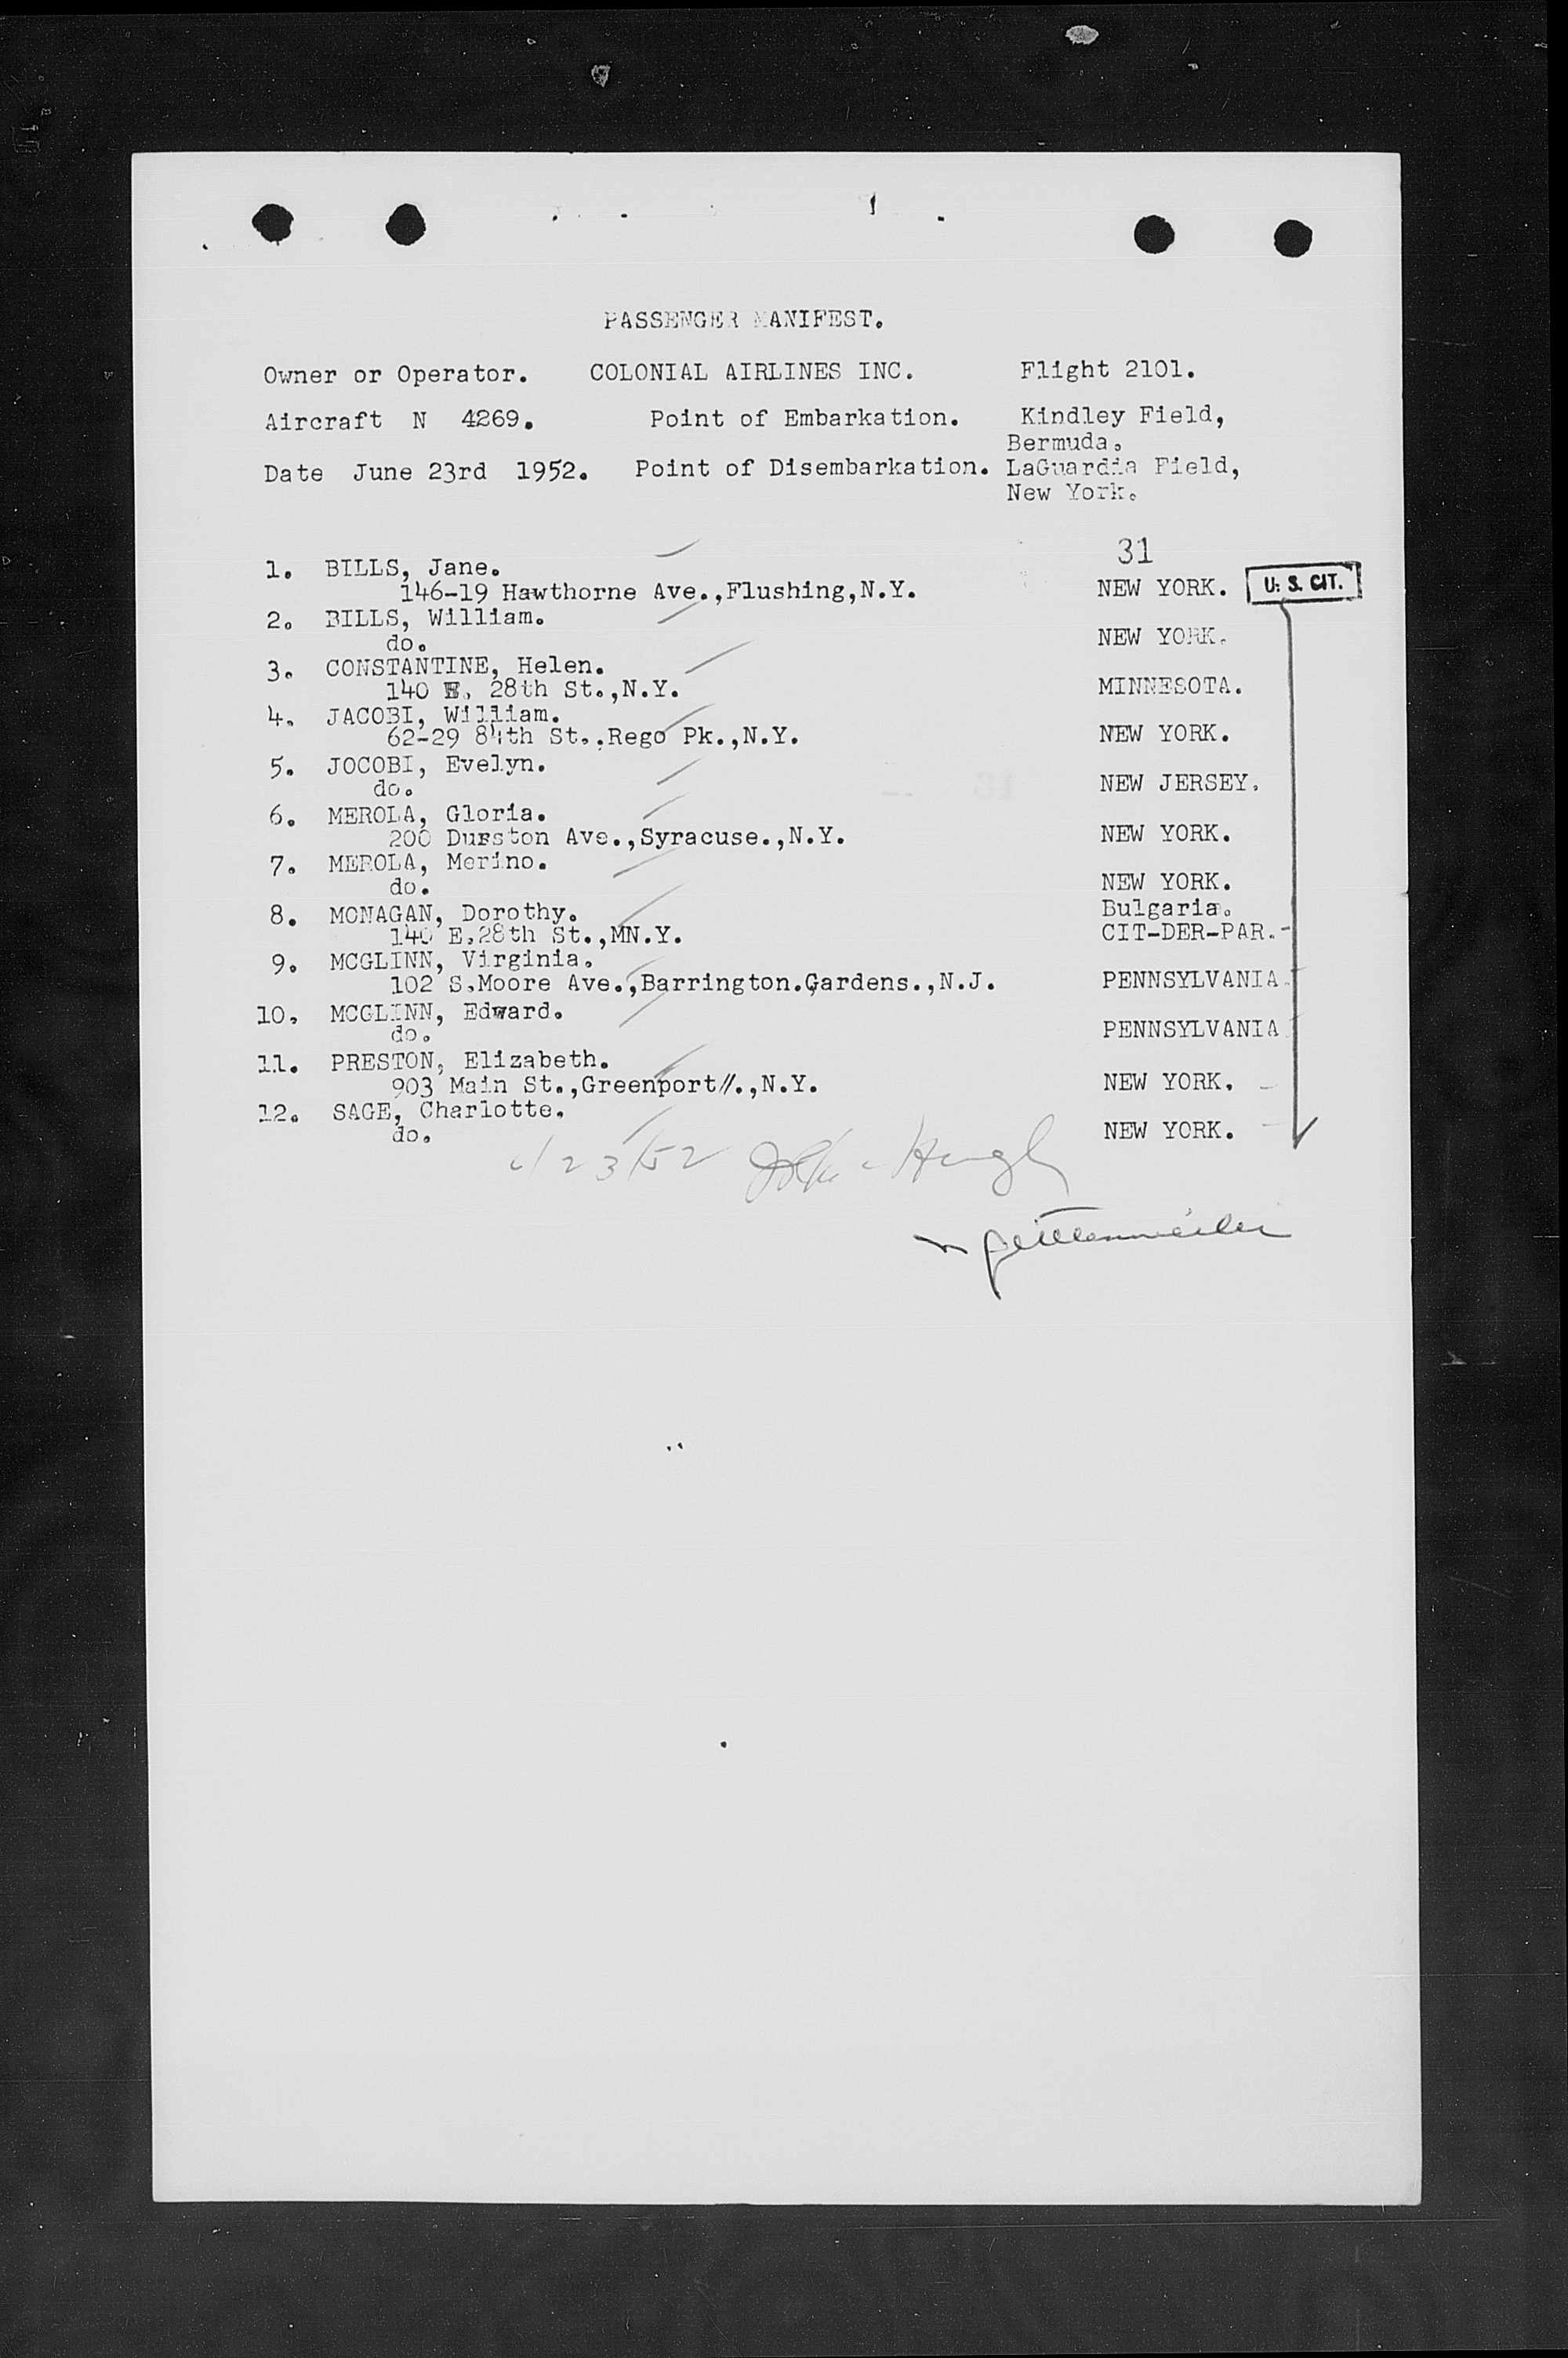 PASSENGER MANIFEST.
Owner or Operator. COLONIAL AIRLINES INC. Flight 2101.
Aircraft N 4269. Point of Embarkation. Kindley Field,
Bermuda.
Date June 23rd 1952. Point of Disembarkation. LaGuardia Field,
New York.
31
1. BILLS, Jane.
146-19 Hawthorne Ave.,Flushing,N.Y. NEW YORK. U. S. CIT.
2. BILLS, William.
do. NEW YORK.
3. CONSTANTINE, Helen.
140 E. 28th St.,N.Y. MINNESOTA.
4. JACOBI, William.
62-29 84th St.,Rego Pk.,N.Y. NEW YORK.
5. JOCOBI, Evelyn.
do. NEW JERSEY.
6. MEROLA, Gloria.
200 Durston Ave.,Syracuse.,N.Y. NEW YORK.
7. MEROLA, Merino.
do. NEW YORK.
8. MONAGAN, Dorothy. Bulgaria.
140 E.28th St.,MN.Y. CIT-DER-PAR.-
9. MCGLINN, Virginia.
102 S.Moore Ave.,Barrington.Gardens.,N.J. PENNSYLVANIA.
10. MCGLINN, Edward.
do. PENNSYLVANIA
11. PRESTON, Elizabeth.
903 Main St.,Greenport//.,N.Y. NEW YORK.
12. SAGE, Charlotte.
do. NEW YORK.
6/23/52